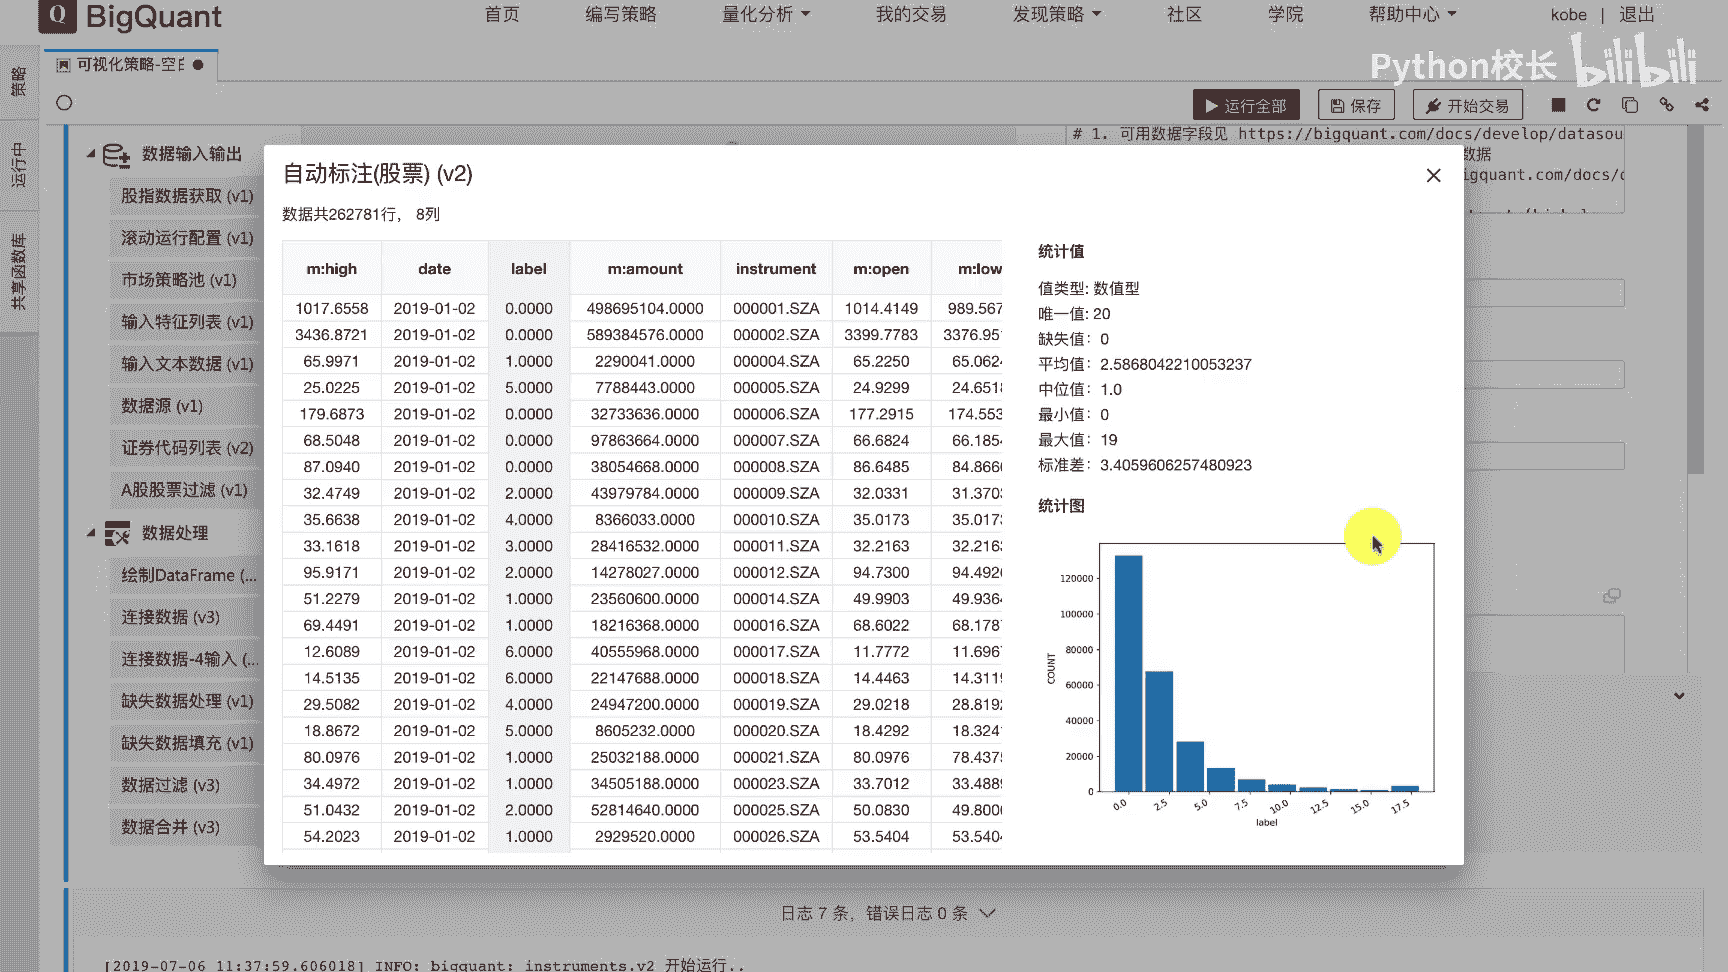 BigQuant
首页
编写策略
量化分析
我的交易
发现策略
社区
学院
帮助中心
kobe | 退出
Python校长 bilibili
策略
运行中
共享函数库
可视化策略-空白
运行全部
保存
开始交易
# 1. 可用数据字段见 https://bigquant.com/docs/develop/datasou
数据
igquant.com/docs/
数据输入输出
股指数据获取 (v1)
滚动运行配置 (v1)
市场策略池 (v1)
输入特征列表 (v1)
输入文本数据 (v1)
数据源 (v1)
证券代码列表 (v2)
A股股票过滤 (v1)
数据处理
绘制DataFrame (...
连接数据 (v3)
连接数据-4输入 (...
缺失数据处理 (v1)
缺失数据填充 (v1)
数据过滤 (v3)
数据合并 (v3)
自动标注(股票) (v2)
数据共262781行， 8列
m:high date label m:amount instrument m:open m:low
1017.6558 2019-01-02 0.0000 498695104.0000 000001.SZA 1014.4149 989.567
3436.8721 2019-01-02 0.0000 589384576.0000 000002.SZA 3399.7783 3376.95
65.9971 2019-01-02 1.0000 2290041.0000 000004.SZA 65.2250 65.062
25.0225 2019-01-02 5.0000 7788443.0000 000005.SZA 24.9299 24.651
179.6873 2019-01-02 0.0000 32733636.0000 000006.SZA 177.2915 174.553
68.5048 2019-01-02 0.0000 97863664.0000 000007.SZA 66.6824 66.185
87.0940 2019-01-02 0.0000 38054668.0000 000008.SZA 86.6485 84.866
32.4749 2019-01-02 2.0000 43979784.0000 000009.SZA 32.0331 31.370
35.6638 2019-01-02 4.0000 8366033.0000 000010.SZA 35.0173 35.017
33.1618 2019-01-02 3.0000 28416532.0000 000011.SZA 32.2163 32.216
95.9171 2019-01-02 2.0000 14278027.0000 000012.SZA 94.7300 94.492
51.2279 2019-01-02 1.0000 23560600.0000 000014.SZA 49.9903 49.936
69.4491 2019-01-02 1.0000 18216368.0000 000016.SZA 68.6022 68.178
12.6089 2019-01-02 6.0000 40555968.0000 000017.SZA 11.7772 11.696
14.5135 2019-01-02 6.0000 22147688.0000 000018.SZA 14.4463 14.311
29.5082 2019-01-02 4.0000 24947200.0000 000019.SZA 29.0218 28.819
18.8672 2019-01-02 5.0000 8605232.0000 000020.SZA 18.4292 18.324
80.0976 2019-01-02 1.0000 25032188.0000 000021.SZA 80.0976 78.437
34.4972 2019-01-02 1.0000 34505188.0000 000023.SZA 33.7012 33.488
51.0432 2019-01-02 2.0000 52814640.0000 000025.SZA 50.0830 49.800
54.2023 2019-01-02 1.0000 2929520.0000 000026.SZA 53.5404 53.540
统计值
值类型: 数值型
唯一值: 20
缺失值: 0
平均值: 2.5868042210053237
中位值: 1.0
最小值: 0
最大值: 19
标准差: 3.4059606257480923
统计图
120000
100000
80000
60000
40000
20000
0
COUNT
0.0 2.5 5.0 7.5 10.0 12.5 15.0 17.5
label
日志 7 条， 错误日志 0 条
[2019-07-06 11:37:59.606018] INFO: bigquant: instruments.v2 开始运行..